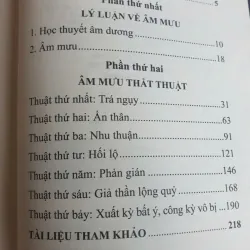 Phần thứ nhất
LÝ LUẬN VỀ ÂM MƯU
5
1. Học thuyết âm dương 10
2. Âm mưu 18
Phần thứ hai
ÂM MƯU THẤT THUẬT
Thuật thứ nhất: Trá ngụy 31
Thuật thứ hai: Ẩn thân 63
Thuật thứ ba: Nhu thuận 91
Thuật thứ tư: Hối lộ 121
Thuật thứ năm: Phản gián 146
Thuật thứ sáu: Giả thần lộng quỷ 168
Thuật thứ bảy: Xuất kỳ bất ý, công kỳ vô bị ... 190
TÀI LIỆU THAM KHẢO 218